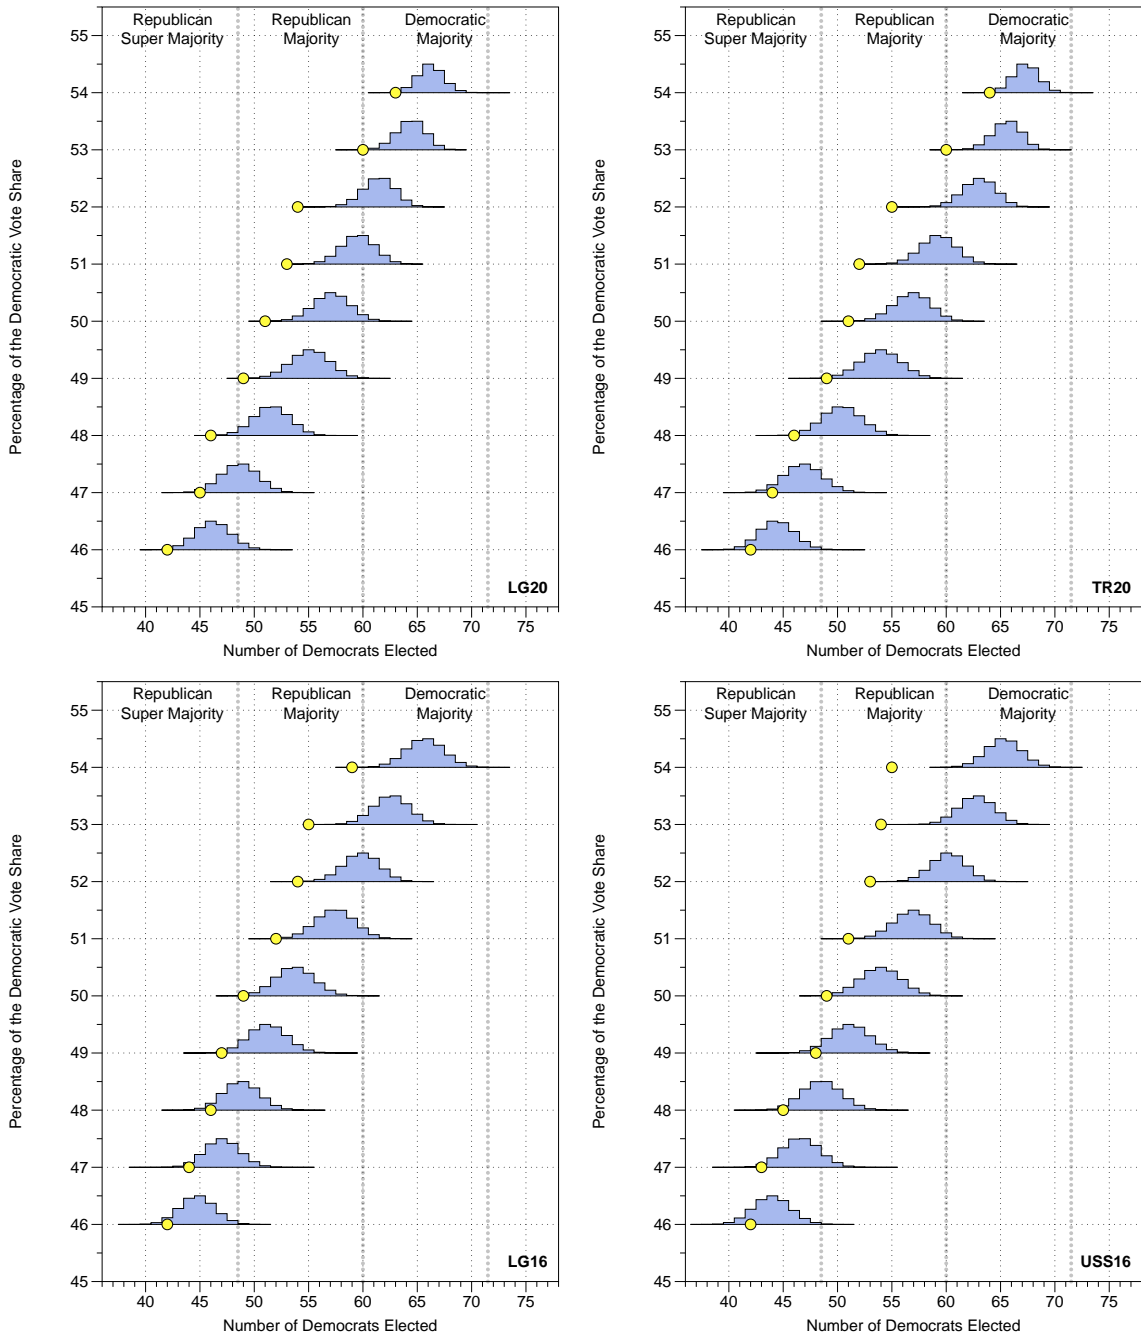 Republican Republican Democratic
Super Majority Majority Majority
55
54
53
52
51
50
49
48
47
46
45
40 45 50 55 60 65 70 75
Percentage of the Democratic Vote Share
Number of Democrats Elected
LG20
Republican Republican Democratic
Super Majority Majority Majority
55
54
53
52
51
50
49
48
47
46
45
40 45 50 55 60 65 70 75
Percentage of the Democratic Vote Share
Number of Democrats Elected
TR20
Republican Republican Democratic
Super Majority Majority Majority
55
54
53
52
51
50
49
48
47
46
45
40 45 50 55 60 65 70 75
Percentage of the Democratic Vote Share
Number of Democrats Elected
LG16
Republican Republican Democratic
Super Majority Majority Majority
55
54
53
52
51
50
49
48
47
46
45
40 45 50 55 60 65 70 75
Percentage of the Democratic Vote Share
Number of Democrats Elected
USS16